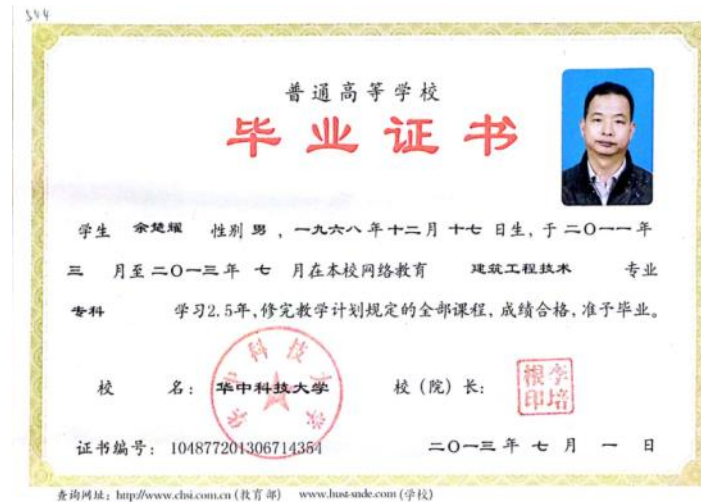 344
普通高等学校
毕业证书
学生 余楚耀 性别 男 ，一九六八 年 十二 月 十七 日生，于 二〇一一 年
三 月至 二〇一三 年 七 月在本校网络教育 建筑工程技术 专业
专科 学习2.5年，修完教学计划规定的全部课程，成绩合格，准予毕业。
校 名： 华中科技大学 校（院）长： 李培根印
华中科技大学
证书编号： 104877201306714354 二〇一三 年 七 月 一 日
查询网址：http://www.chsi.com.cn (教育部) www.hust-snde.com (学校)